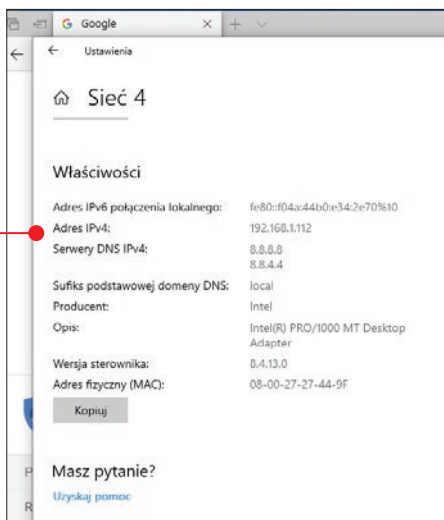 Google
Ustawienia
Sieć 4
Właściwości
Adres IPv6 połączenia lokalnego: fe80::f04a:44b0:e34:2e70%10
Adres IPv4: 192.168.1.112
Serwery DNS IPv4: 8.8.8.8
8.8.4.4
Sufiks podstawowej domeny DNS: local
Producent: Intel
Opis: Intel(R) PRO/1000 MT Desktop
Adapter
Wersja sterownika: 8.4.13.0
Adres fizyczny (MAC): 08-00-27-27-44-9F
Kopiuj
P
Masz pytanie?
R
Uzyskaj pomoc